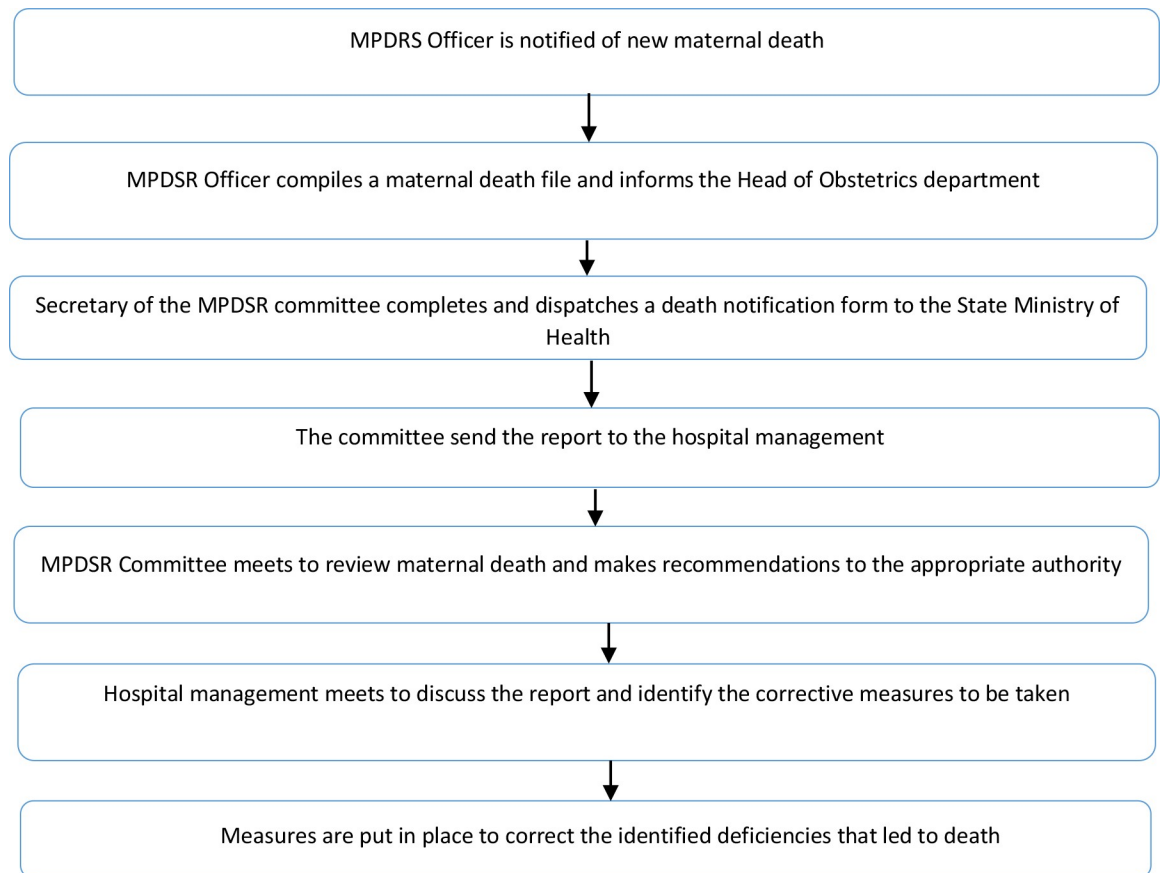 MPDRS Officer is notified of new maternal death
MPDSR Officer compiles a maternal death file and informs the Head of Obstetrics department
Secretary of the MPDSR committee completes and dispatches a death notification form to the State Ministry of
Health
The committee send the report to the hospital management
MPDSR Committee meets to review maternal death and makes recommendations to the appropriate authority
Hospital management meets to discuss the report and identify the corrective measures to be taken
Measures are put in place to correct the identified deficiencies that led to death